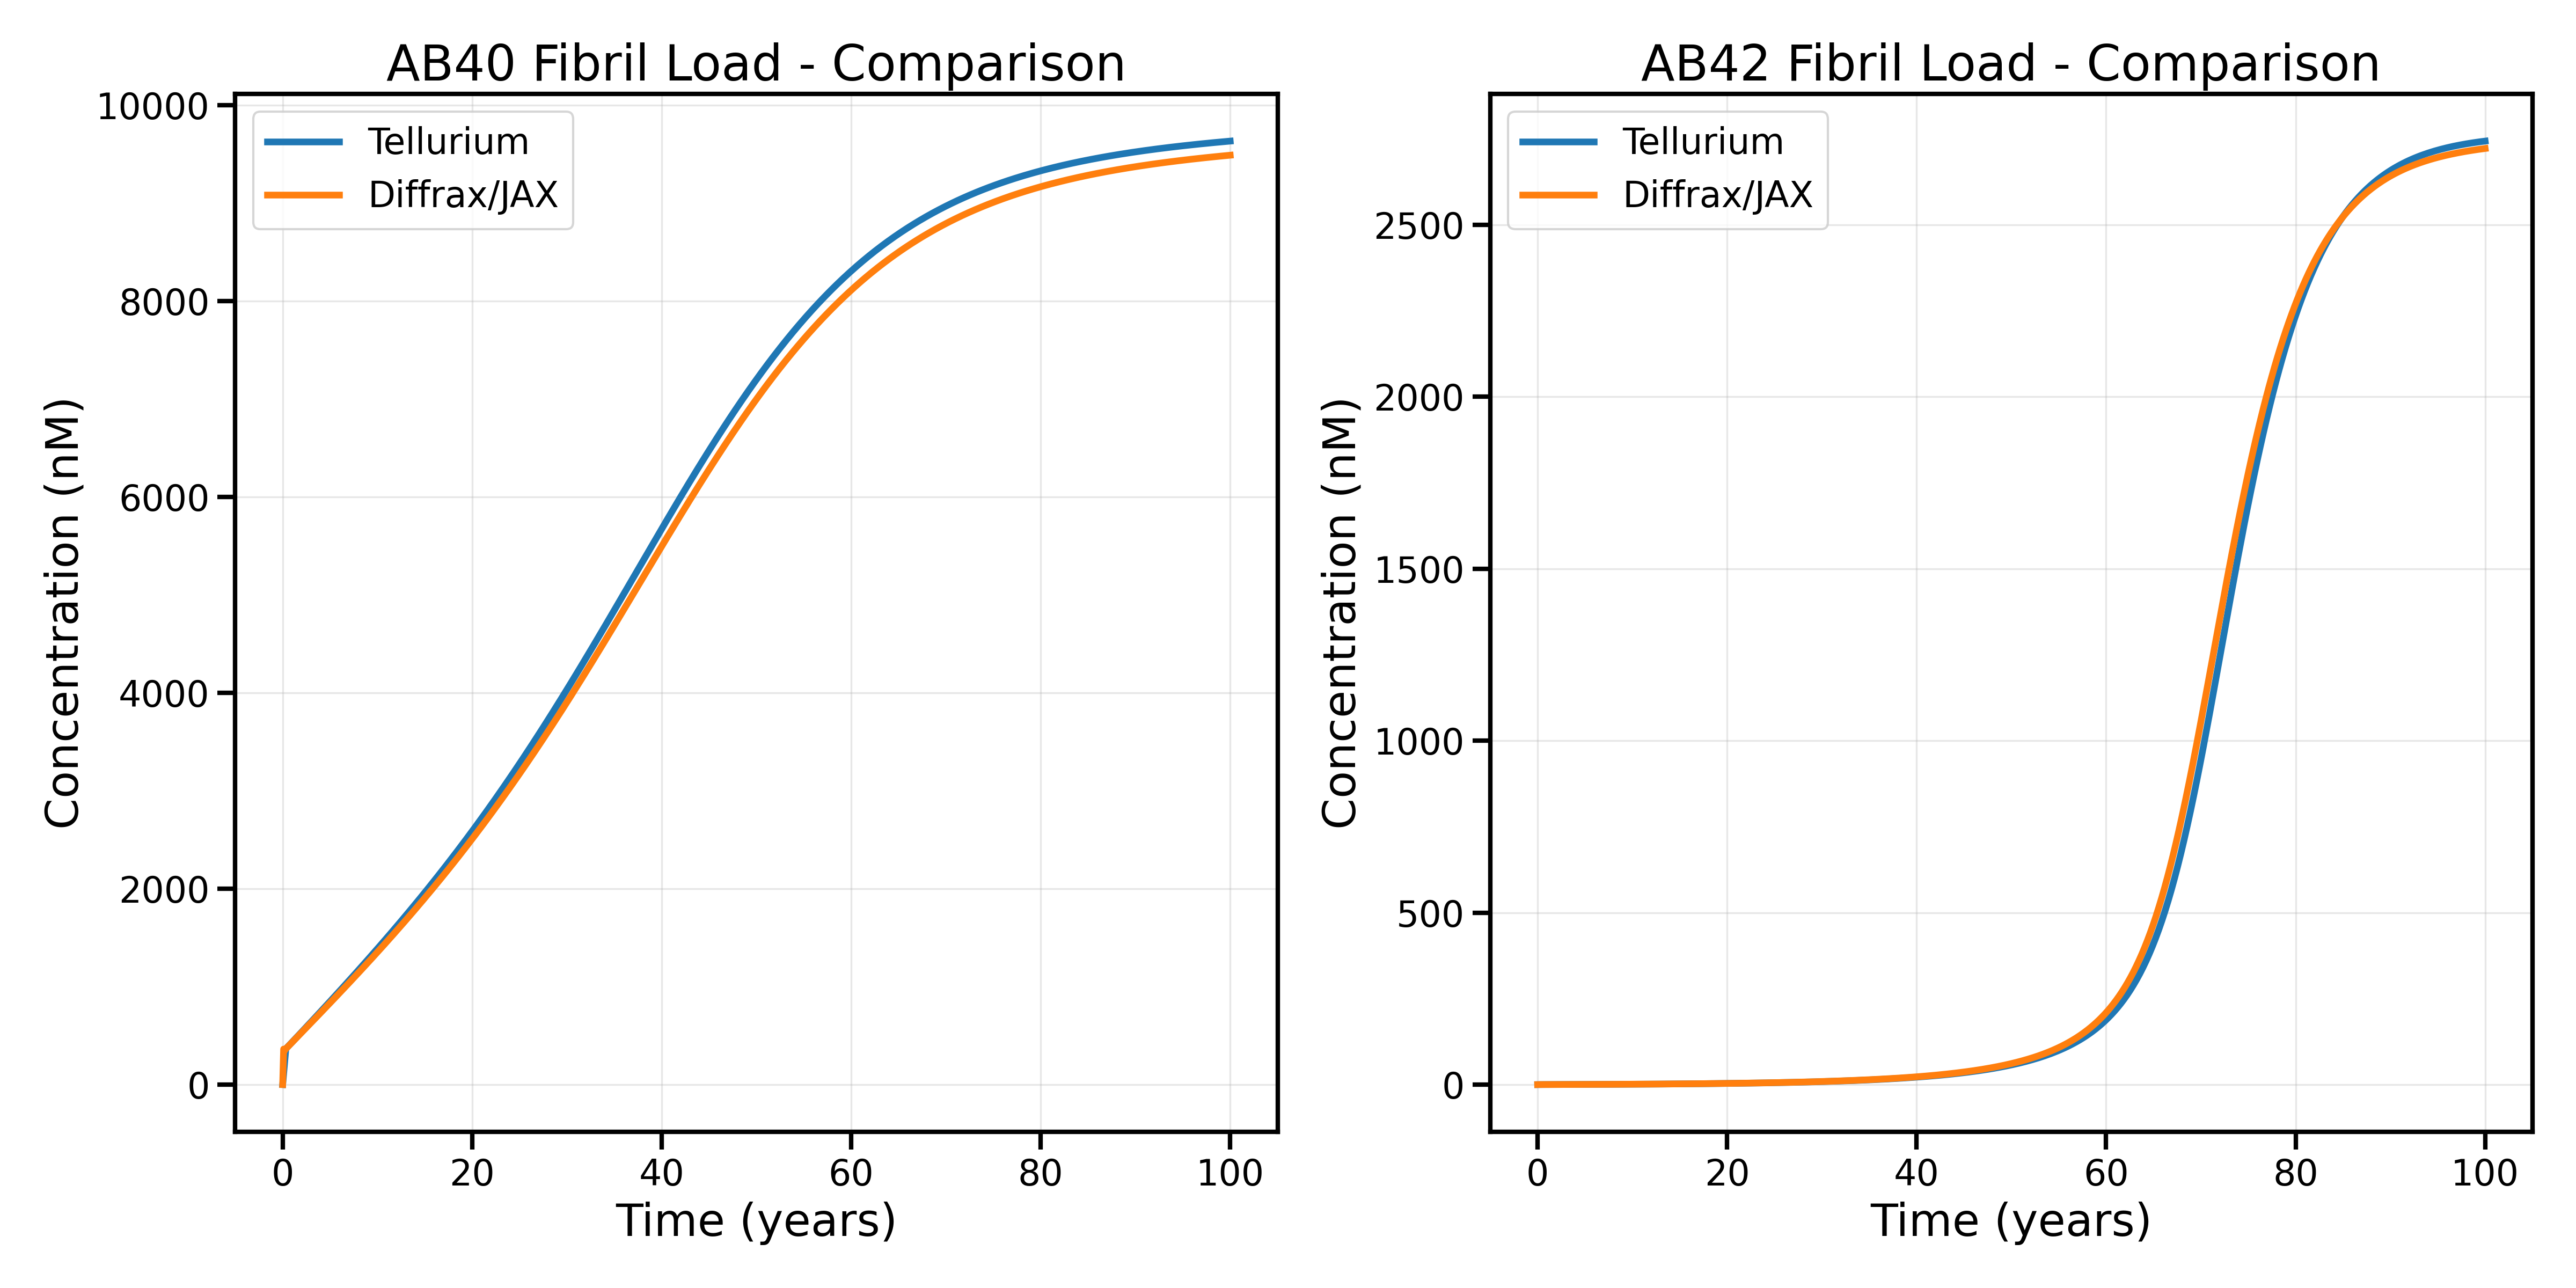 AB40 Fibril Load - Comparison
10000
8000
6000
4000
2000
0
Concentration (nM)
Tellurium
Diffrax/JAX
0 20 40 60 80 100
Time (years)
AB42 Fibril Load - Comparison
2500
2000
1500
1000
500
0
Concentration (nM)
Tellurium
Diffrax/JAX
0 20 40 60 80 100
Time (years)